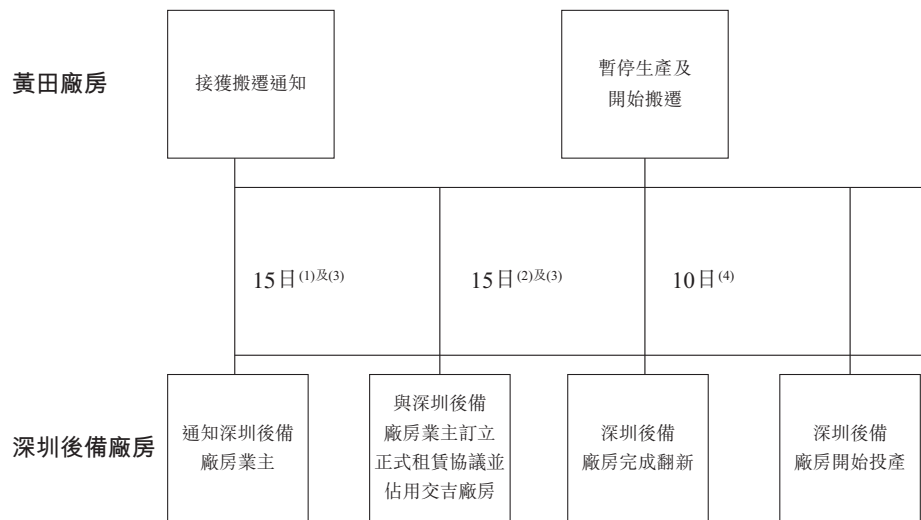 黃田廠房
接獲搬遷通知
暫停生產及
開始搬遷
15日(1)及(3)
15日(2)及(3)
10日(4)
深圳後備廠房
通知深圳後備
廠房業主
與深圳後備
廠房業主訂立
正式租賃協議並
佔用交吉廠房
深圳後備
廠房完成翻新
深圳後備
廠房開始投產